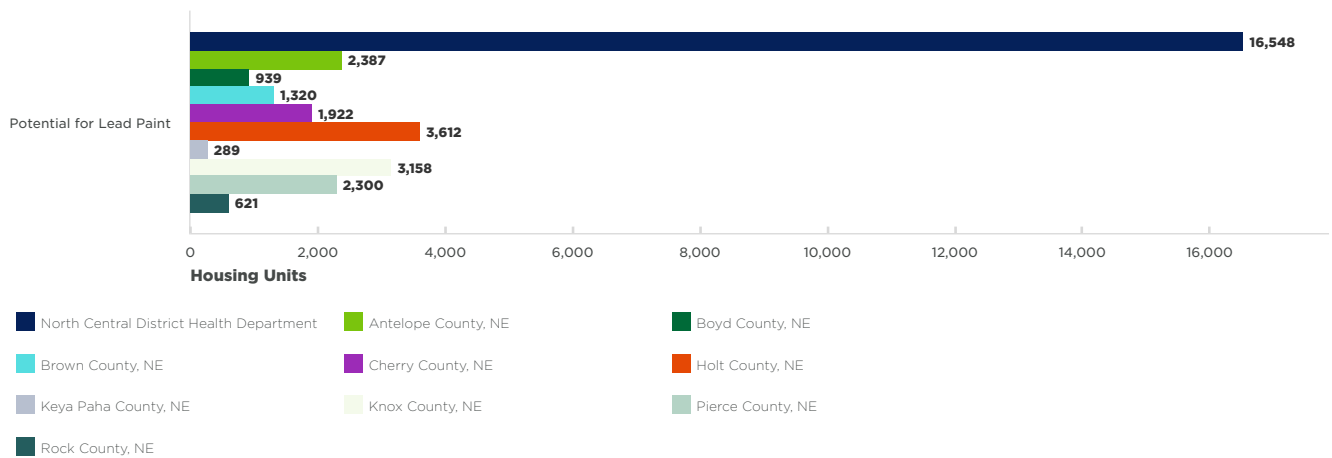 16,548
2,387
939
1,320
1,922
Potential for Lead Paint
3,612
289
3,158
2,300
621
0 2,000 4,000 6,000 8,000 10,000 12,000 14,000 16,000
Housing Units
North Central District Health Department Antelope County, NE Boyd County, NE
Brown County, NE Cherry County, NE Holt County, NE
Keya Paha County, NE Knox County, NE Pierce County, NE
Rock County, NE